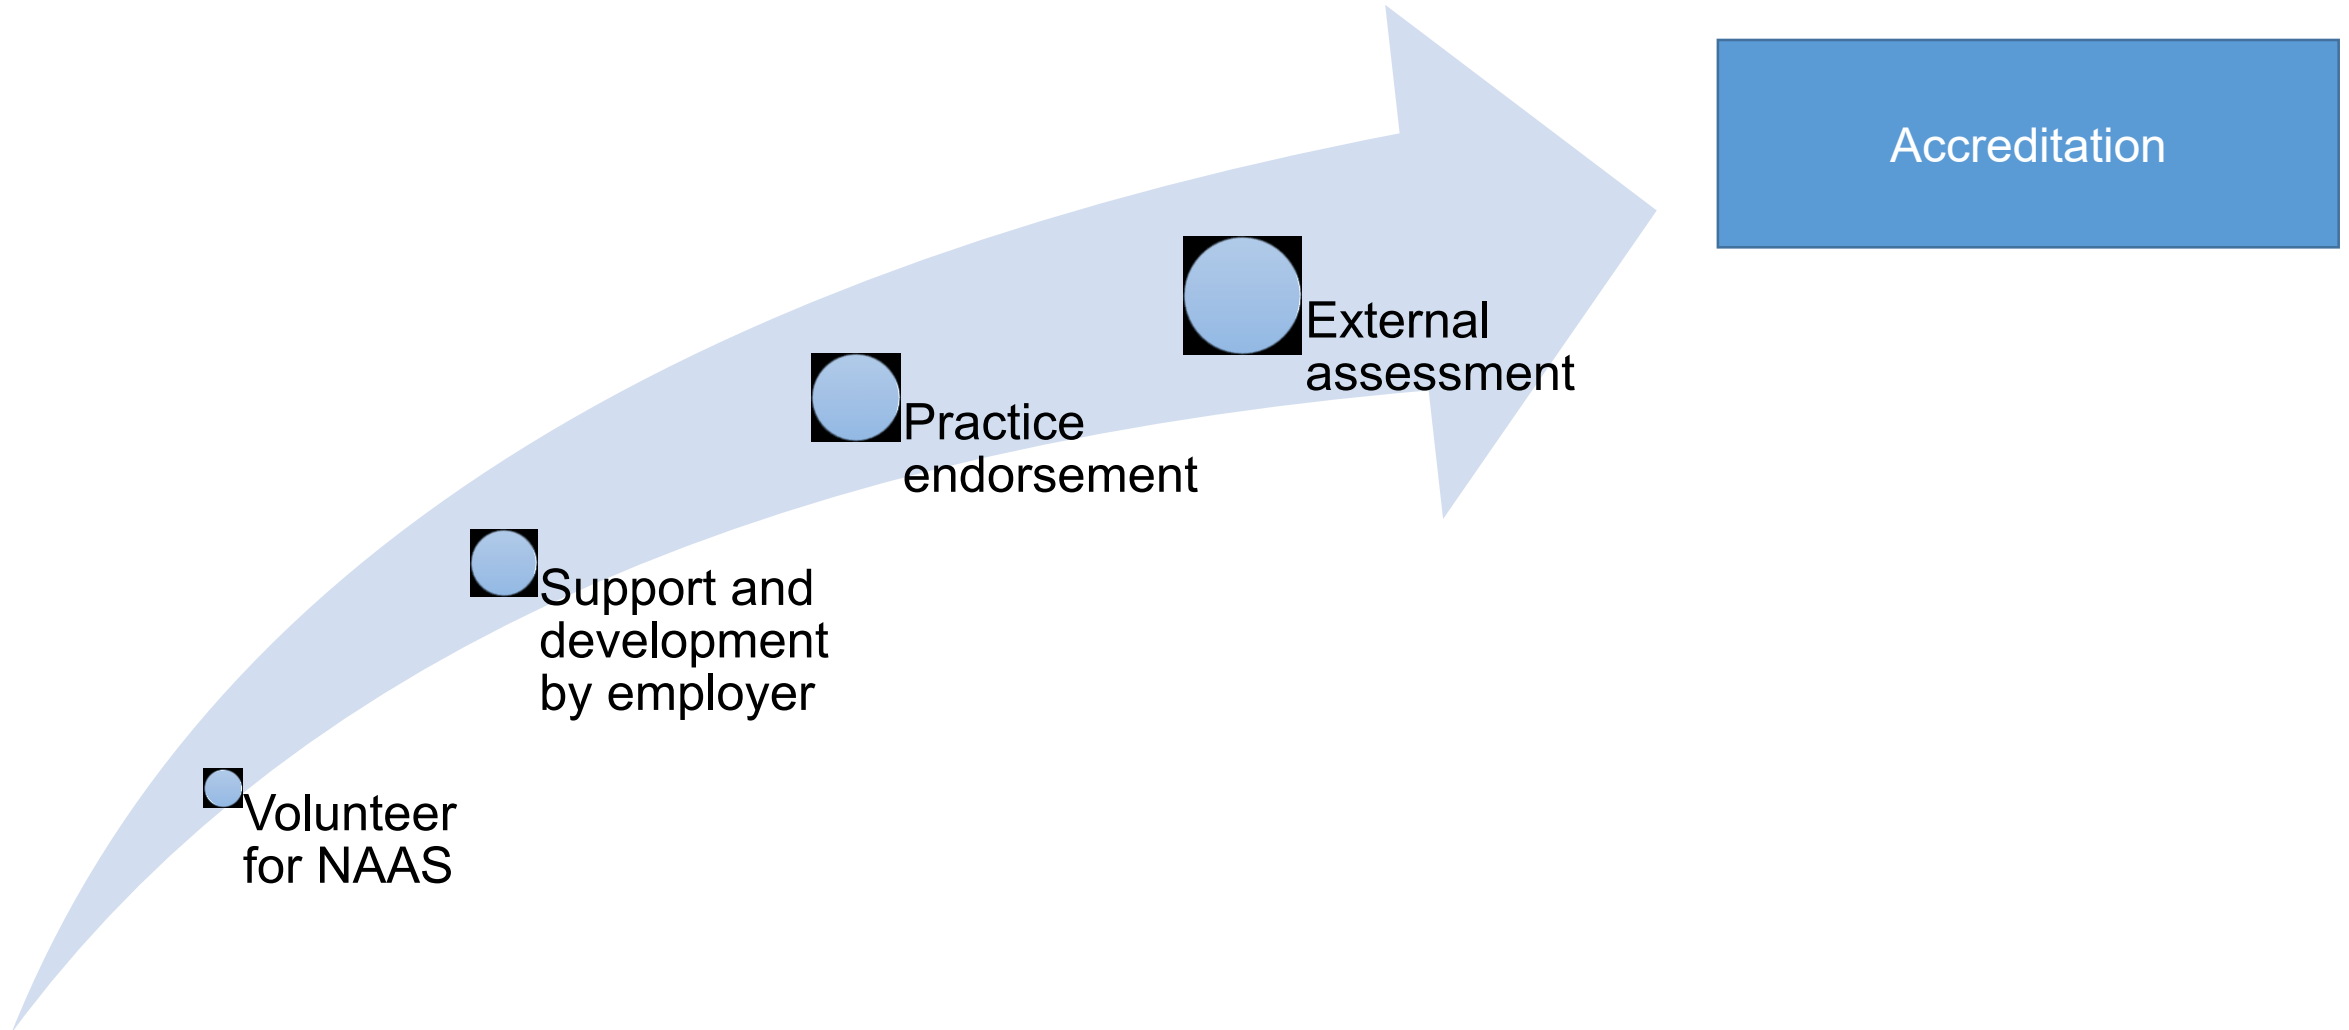 Accreditation
External
assessment
Practice
endorsement
Support and
development
by employer
Volunteer
for NAAS